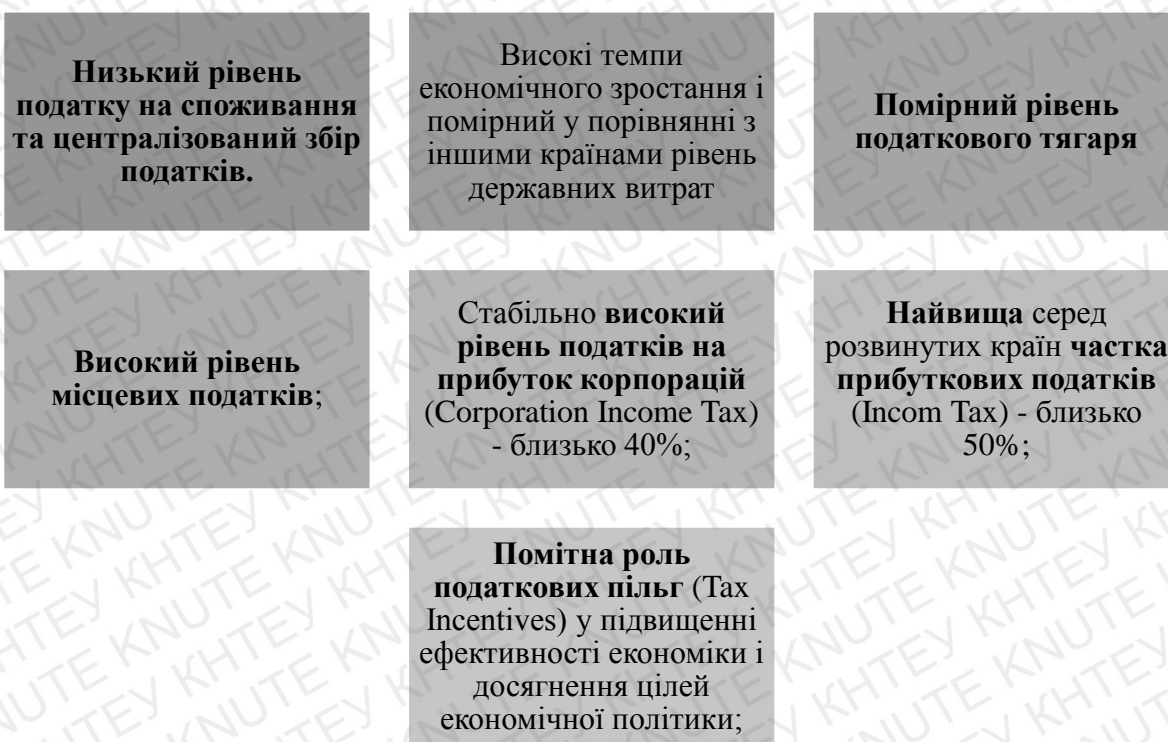 Низький рівень
податку на споживання
та централізований збір
податків.
Високі темпи
економічного зростання і
помірний у порівнянні з
іншими країнами рівень
державних витрат
Помірний рівень
податкового тягаря
Високий рівень
місцевих податків;
Стабільно високий
рівень податків на
прибуток корпорацій
(Corporation Income Tax)
- близько 40%;
Найвища серед
розвинутих країн частка
прибуткових податків
(Incom Tax) - близько
50%;
Помітна роль
податкових пільг (Tax
Incentives) у підвищенні
ефективності економіки і
досягнення цілей
економічної політики;